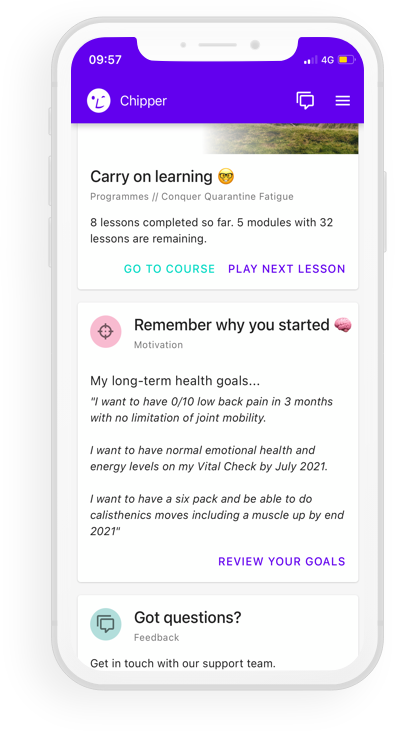 09:57
4G
Chipper
Carry on learning 🤓
Programmes // Conquer Quarantine Fatigue
8 lessons completed so far. 5 modules with 32
lessons are remaining.
GO TO COURSE PLAY NEXT LESSON
Remember why you started 🧠
Motivation
My long-term health goals...
"I want to have 0/10 low back pain in 3 months
with no limitation of joint mobility.
I want to have normal emotional health and
energy levels on my Vital Check by July 2021.
I want to have a six pack and be able to do
calisthenics moves including a muscle up by end
2021"
REVIEW YOUR GOALS
Got questions?
Feedback
Get in touch with our support team.